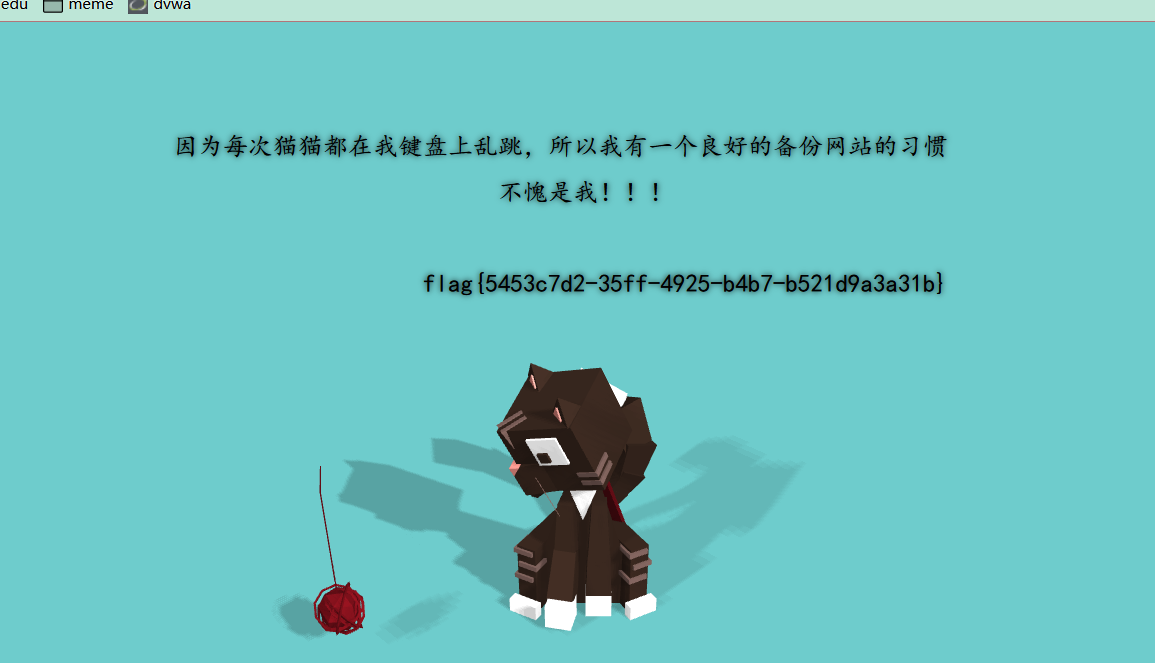 edu meme dvwa
因为每次猫猫都在我键盘上乱跳，所以我有一个良好的备份网站的习惯
不愧是我！！！
flag{5453c7d2-35ff-4925-b4b7-b521d9a3a31b}